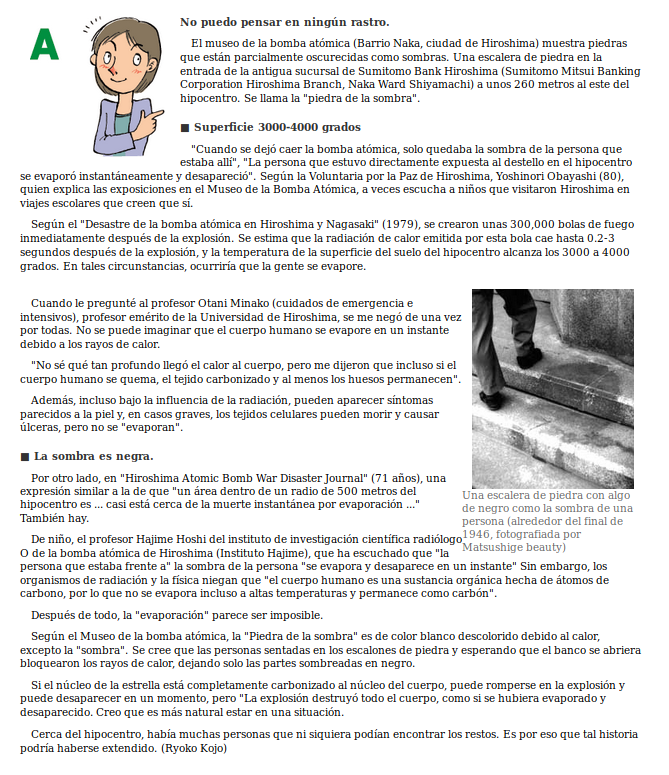 A
No puedo pensar en ningún rastro.
El museo de la bomba atómica (Barrio Naka, ciudad de Hiroshima) muestra piedras
que están parcialmente oscurecidas como sombras. Una escalera de piedra en la
entrada de la antigua sucursal de Sumitomo Bank Hiroshima (Sumitomo Mitsui Banking
Corporation Hiroshima Branch, Naka Ward Shiyamachi) a unos 260 metros al este del
hipocentro. Se llama la "piedra de la sombra".
■ Superficie 3000-4000 grados
"Cuando se dejó caer la bomba atómica, solo quedaba la sombra de la persona que
estaba allí", "La persona que estuvo directamente expuesta al destello en el hipocentro
se evaporó instantáneamente y desapareció". Según la Voluntaria por la Paz de Hiroshima, Yoshinori Obayashi (80),
quien explica las exposiciones en el Museo de la Bomba Atómica, a veces escucha a niños que visitaron Hiroshima en
viajes escolares que creen que sí.
Según el "Desastre de la bomba atómica en Hiroshima y Nagasaki" (1979), se crearon unas 300,000 bolas de fuego
inmediatamente después de la explosión. Se estima que la radiación de calor emitida por esta bola cae hasta 0.2-3
segundos después de la explosión, y la temperatura de la superficie del suelo del hipocentro alcanza los 3000 a 4000
grados. En tales circunstancias, ocurriría que la gente se evapore.
Cuando le pregunté al profesor Otani Minako (cuidados de emergencia e
intensivos), profesor emérito de la Universidad de Hiroshima, se me negó de una vez
por todas. No se puede imaginar que el cuerpo humano se evapore en un instante
debido a los rayos de calor.
"No sé qué tan profundo llegó el calor al cuerpo, pero me dijeron que incluso si el
cuerpo humano se quema, el tejido carbonizado y al menos los huesos permanecen".
Además, incluso bajo la influencia de la radiación, pueden aparecer síntomas
parecidos a la piel y, en casos graves, los tejidos celulares pueden morir y causar
úlceras, pero no se "evaporan".
■ La sombra es negra.
Por otro lado, en "Hiroshima Atomic Bomb War Disaster Journal" (71 años), una
expresión similar a la de que "un área dentro de un radio de 500 metros del
hipocentro es ... casi está cerca de la muerte instantánea por evaporación ..."
También hay.
Una escalera de piedra con algo
de negro como la sombra de una
persona (alrededor del final de
1946, fotografiada por
Matsushige beauty)
De niño, el profesor Hajime Hoshi del instituto de investigación científica radiólogo
O de la bomba atómica de Hiroshima (Instituto Hajime), que ha escuchado que "la
persona que estaba frente a" la sombra de la persona "se evapora y desaparece en un instante" Sin embargo, los
organismos de radiación y la física niegan que "el cuerpo humano es una sustancia orgánica hecha de átomos de
carbono, por lo que no se evapora incluso a altas temperaturas y permanece como carbón".
Después de todo, la "evaporación" parece ser imposible.
Según el Museo de la bomba atómica, la "Piedra de la sombra" es de color blanco descolorido debido al calor,
excepto la "sombra". Se cree que las personas sentadas en los escalones de piedra y esperando que el banco se abriera
bloquearon los rayos de calor, dejando solo las partes sombreadas en negro.
Si el núcleo de la estrella está completamente carbonizado al núcleo del cuerpo, puede romperse en la explosión y
puede desaparecer en un momento, pero "La explosión destruyó todo el cuerpo, como si se hubiera evaporado y
desaparecido. Creo que es más natural estar en una situación.
Cerca del hipocentro, había muchas personas que ni siquiera podían encontrar los restos. Es por eso que tal historia
podría haberse extendido. (Ryoko Kojo)